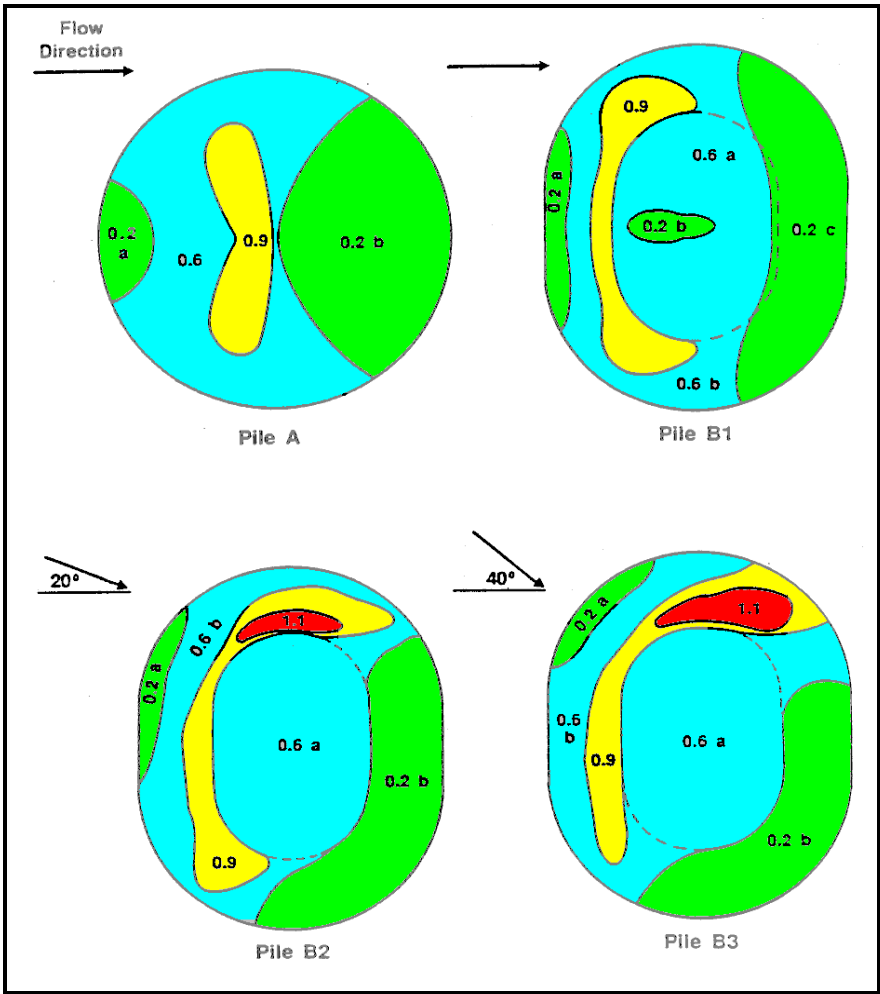 Flow
Direction
0.2
a
0.6
0.9
0.2 b
Pile A
0.9
0.6 a
0.2 a
0.2 b
0.2 c
0.6 b
Pile B1
20°
1.1
0.6 b
0.2 a
0.6 a
0.2 b
0.9
Pile B2
40°
1.1
0.2 a
0.6
b
0.6 a
0.9
0.2 b
Pile B3